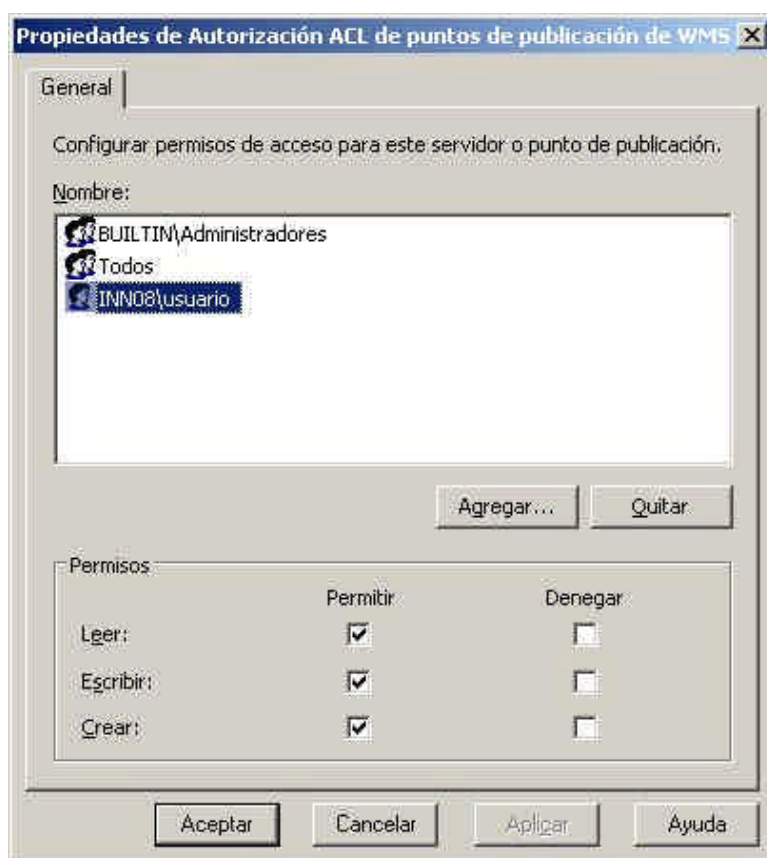 Propiedades de Autorización ACL de puntos de publicación de WMS
General
Configurar permisos de acceso para este servidor o punto de publicación.
Nombre:
BUILTIN\Administradores
Todos
INN08\usuario
Agregar... Quitar
Permisos
Permitir Denegar
Leer:
Escribir:
Crear:
Aceptar Cancelar Aplicar Ayuda